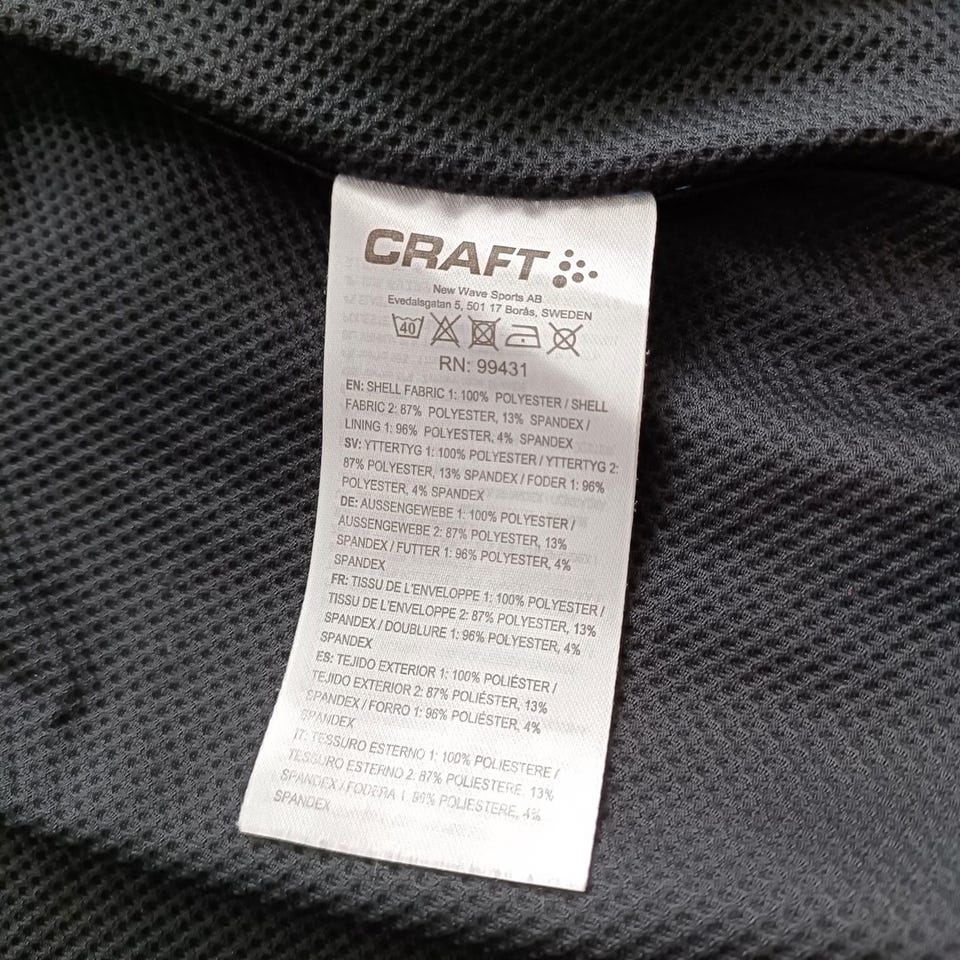 CRAFT
New Wave Sports AB
Evedalsgatan 5, 501 17 Borås, SWEDEN
40
RN: 99431
EN: SHELL FABRIC 1: 100% POLYESTER / SHELL
FABRIC 2: 87% POLYESTER, 13% SPANDEX /
LINING 1: 96% POLYESTER, 4% SPANDEX
SV: YTTERTYG 1: 100% POLYESTER / YTTERTYG 2:
87% POLYESTER, 13% SPANDEX / FODER 1: 96%
POLYESTER, 4% SPANDEX
DE: AUSSENGEWEBE 1: 100% POLYESTER /
AUSSENGEWEBE 2: 87% POLYESTER, 13%
SPANDEX / FUTTER 1: 96% POLYESTER, 4%
SPANDEX
FR: TISSU DE L'ENVELOPPE 1: 100% POLYESTER /
TISSU DE L'ENVELOPPE 2: 87% POLYESTER, 13%
SPANDEX / DOUBLURE 1: 96% POLYESTER, 4%
SPANDEX
ES: TEJIDO EXTERIOR 1: 100% POLIÉSTER /
TEJIDO EXTERIOR 2: 87% POLIÉSTER, 13%
SPANDEX / FORRO 1: 96% POLIÉSTER, 4%
SPANDEX
IT: TESSURO ESTERNO 1: 100% POLIESTERE /
TESSURO ESTERNO 2: 87% POLIESTERE, 13%
SPANDEX / FODERA 1: 96% POLIESTERE, 4%
SPANDEX